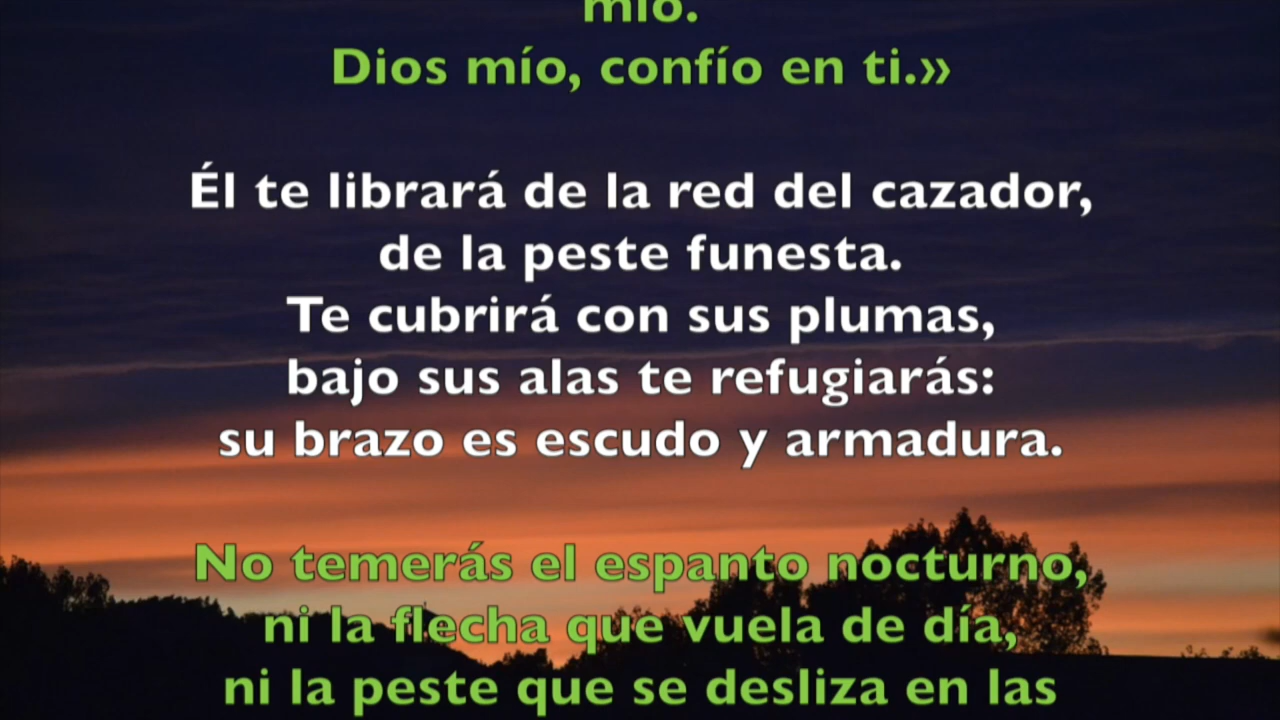 mío.
Dios mío, confío en ti.»
Él te librará de la red del cazador,
de la peste funesta.
Te cubrirá con sus plumas,
bajo sus alas te refugiarás:
su brazo es escudo y armadura.
No temerás el espanto nocturno,
ni la flecha que vuela de día,
ni la peste que se desliza en las